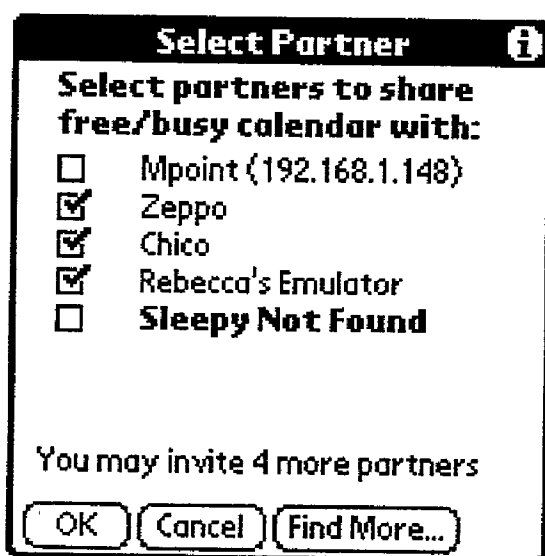 Select Partner
Select partners to share
free/busy calendar with:
Mpoint (192.168.1.148)
Zeppo
Chico
Rebecca's Emulator
Sleepy Not Found
You may invite 4 more partners
OK Cancel Find More...